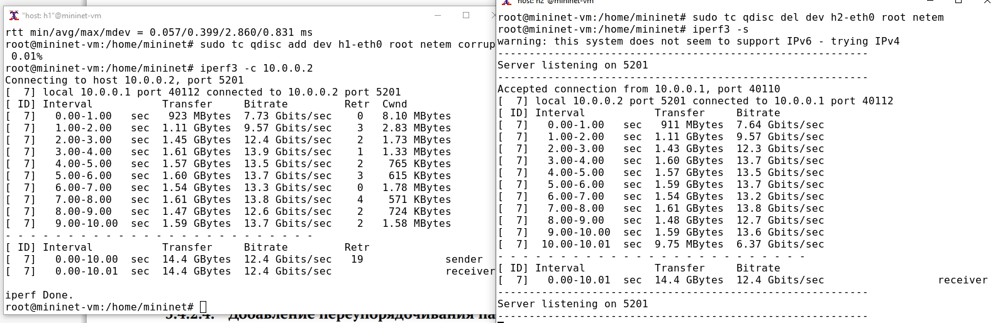 "host: h1"@mininet-vm
rtt min/avg/max/mdev = 0.057/0.399/2.860/0.831 ms
root@mininet-vm:/home/mininet# sudo tc qdisc add dev h1-eth0 root netem corrup
 0.01%
root@mininet-vm:/home/mininet# iperf3 -c 10.0.0.2
Connecting to host 10.0.0.2, port 5201
[  7] local 10.0.0.1 port 40112 connected to 10.0.0.2 port 5201
[ ID] Interval           Transfer     Bitrate         Retr  Cwnd
[  7]   0.00-1.00   sec   923 MBytes  7.73 Gbits/sec    0   8.10 MBytes
[  7]   1.00-2.00   sec  1.11 GBytes  9.57 Gbits/sec    3   2.83 MBytes
[  7]   2.00-3.00   sec  1.45 GBytes  12.4 Gbits/sec    2   1.73 MBytes
[  7]   3.00-4.00   sec  1.61 GBytes  13.9 Gbits/sec    1   1.33 MBytes
[  7]   4.00-5.00   sec  1.57 GBytes  13.5 Gbits/sec    2    765 KBytes
[  7]   5.00-6.00   sec  1.60 GBytes  13.7 Gbits/sec    3    615 KBytes
[  7]   6.00-7.00   sec  1.54 GBytes  13.3 Gbits/sec    0   1.78 MBytes
[  7]   7.00-8.00   sec  1.61 GBytes  13.8 Gbits/sec    4    571 KBytes
[  7]   8.00-9.00   sec  1.47 GBytes  12.6 Gbits/sec    2    724 KBytes
[  7]   9.00-10.00  sec  1.59 GBytes  13.7 Gbits/sec    2   1.58 MBytes
- - - - - - - - - - - - - - - - - - - - - - - - -
[ ID] Interval           Transfer     Bitrate         Retr
[  7]   0.00-10.00  sec  14.4 GBytes  12.4 Gbits/sec   19             sender
[  7]   0.00-10.01  sec  14.4 GBytes  12.4 Gbits/sec                  receiver
iperf Done.
root@mininet-vm:/home/mininet#
"host: h2"@mininet-vm
root@mininet-vm:/home/mininet# sudo tc qdisc del dev h2-eth0 root netem
root@mininet-vm:/home/mininet# iperf3 -s
warning: this system does not seem to support IPv6 - trying IPv4
-----------------------------------------------------------
Server listening on 5201
-----------------------------------------------------------
Accepted connection from 10.0.0.1, port 40110
[  7] local 10.0.0.2 port 5201 connected to 10.0.0.1 port 40112
[ ID] Interval           Transfer     Bitrate
[  7]   0.00-1.00   sec   911 MBytes  7.64 Gbits/sec
[  7]   1.00-2.00   sec  1.11 GBytes  9.57 Gbits/sec
[  7]   2.00-3.00   sec  1.43 GBytes  12.3 Gbits/sec
[  7]   3.00-4.00   sec  1.60 GBytes  13.7 Gbits/sec
[  7]   4.00-5.00   sec  1.57 GBytes  13.5 Gbits/sec
[  7]   5.00-6.00   sec  1.59 GBytes  13.7 Gbits/sec
[  7]   6.00-7.00   sec  1.54 GBytes  13.2 Gbits/sec
[  7]   7.00-8.00   sec  1.61 GBytes  13.8 Gbits/sec
[  7]   8.00-9.00   sec  1.48 GBytes  12.7 Gbits/sec
[  7]   9.00-10.00  sec  1.59 GBytes  13.6 Gbits/sec
[  7]  10.00-10.01  sec  9.75 MBytes  6.37 Gbits/sec
- - - - - - - - - - - - - - - - - - - - - - - - -
[ ID] Interval           Transfer     Bitrate
[  7]   0.00-10.01  sec  14.4 GBytes  12.4 Gbits/sec                  receiver
-----------------------------------------------------------
Server listening on 5201
-----------------------------------------------------------
5.4.2.4. Добавление переупорядочивания па